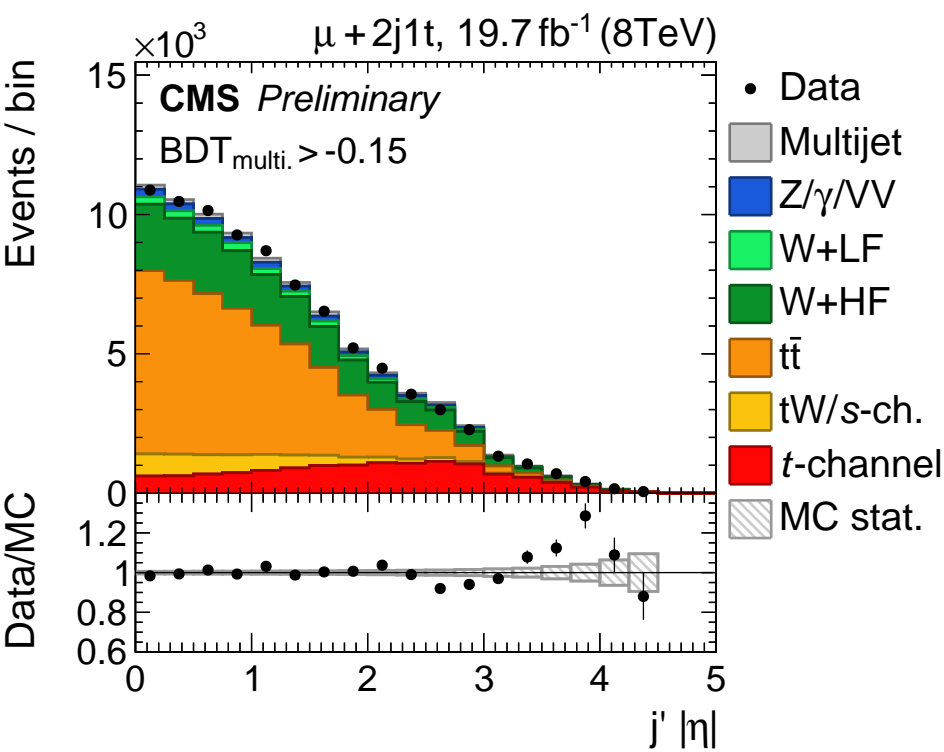 ×10³
μ + 2j1t, 19.7 fb⁻¹ (8TeV)
Events / bin
15
10
5
0
CMS Preliminary
BDTmulti. > -0.15
Data
Multijet
Z/γ/VV
W+LF
W+HF
tt̄
tW/s-ch.
t-channel
MC stat.
Data/MC
1.2
1
0.8
0.6
0 1 2 3 4 5
j' |η|